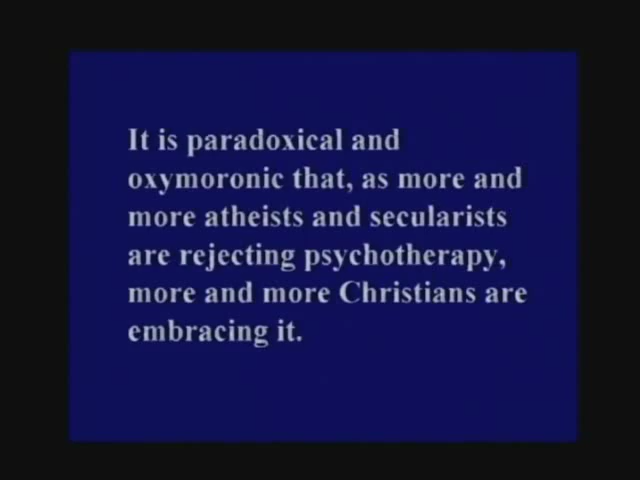 It is paradoxical and
oxymoronic that, as more and
more atheists and secularists
are rejecting psychotherapy,
more and more Christians are
embracing it.